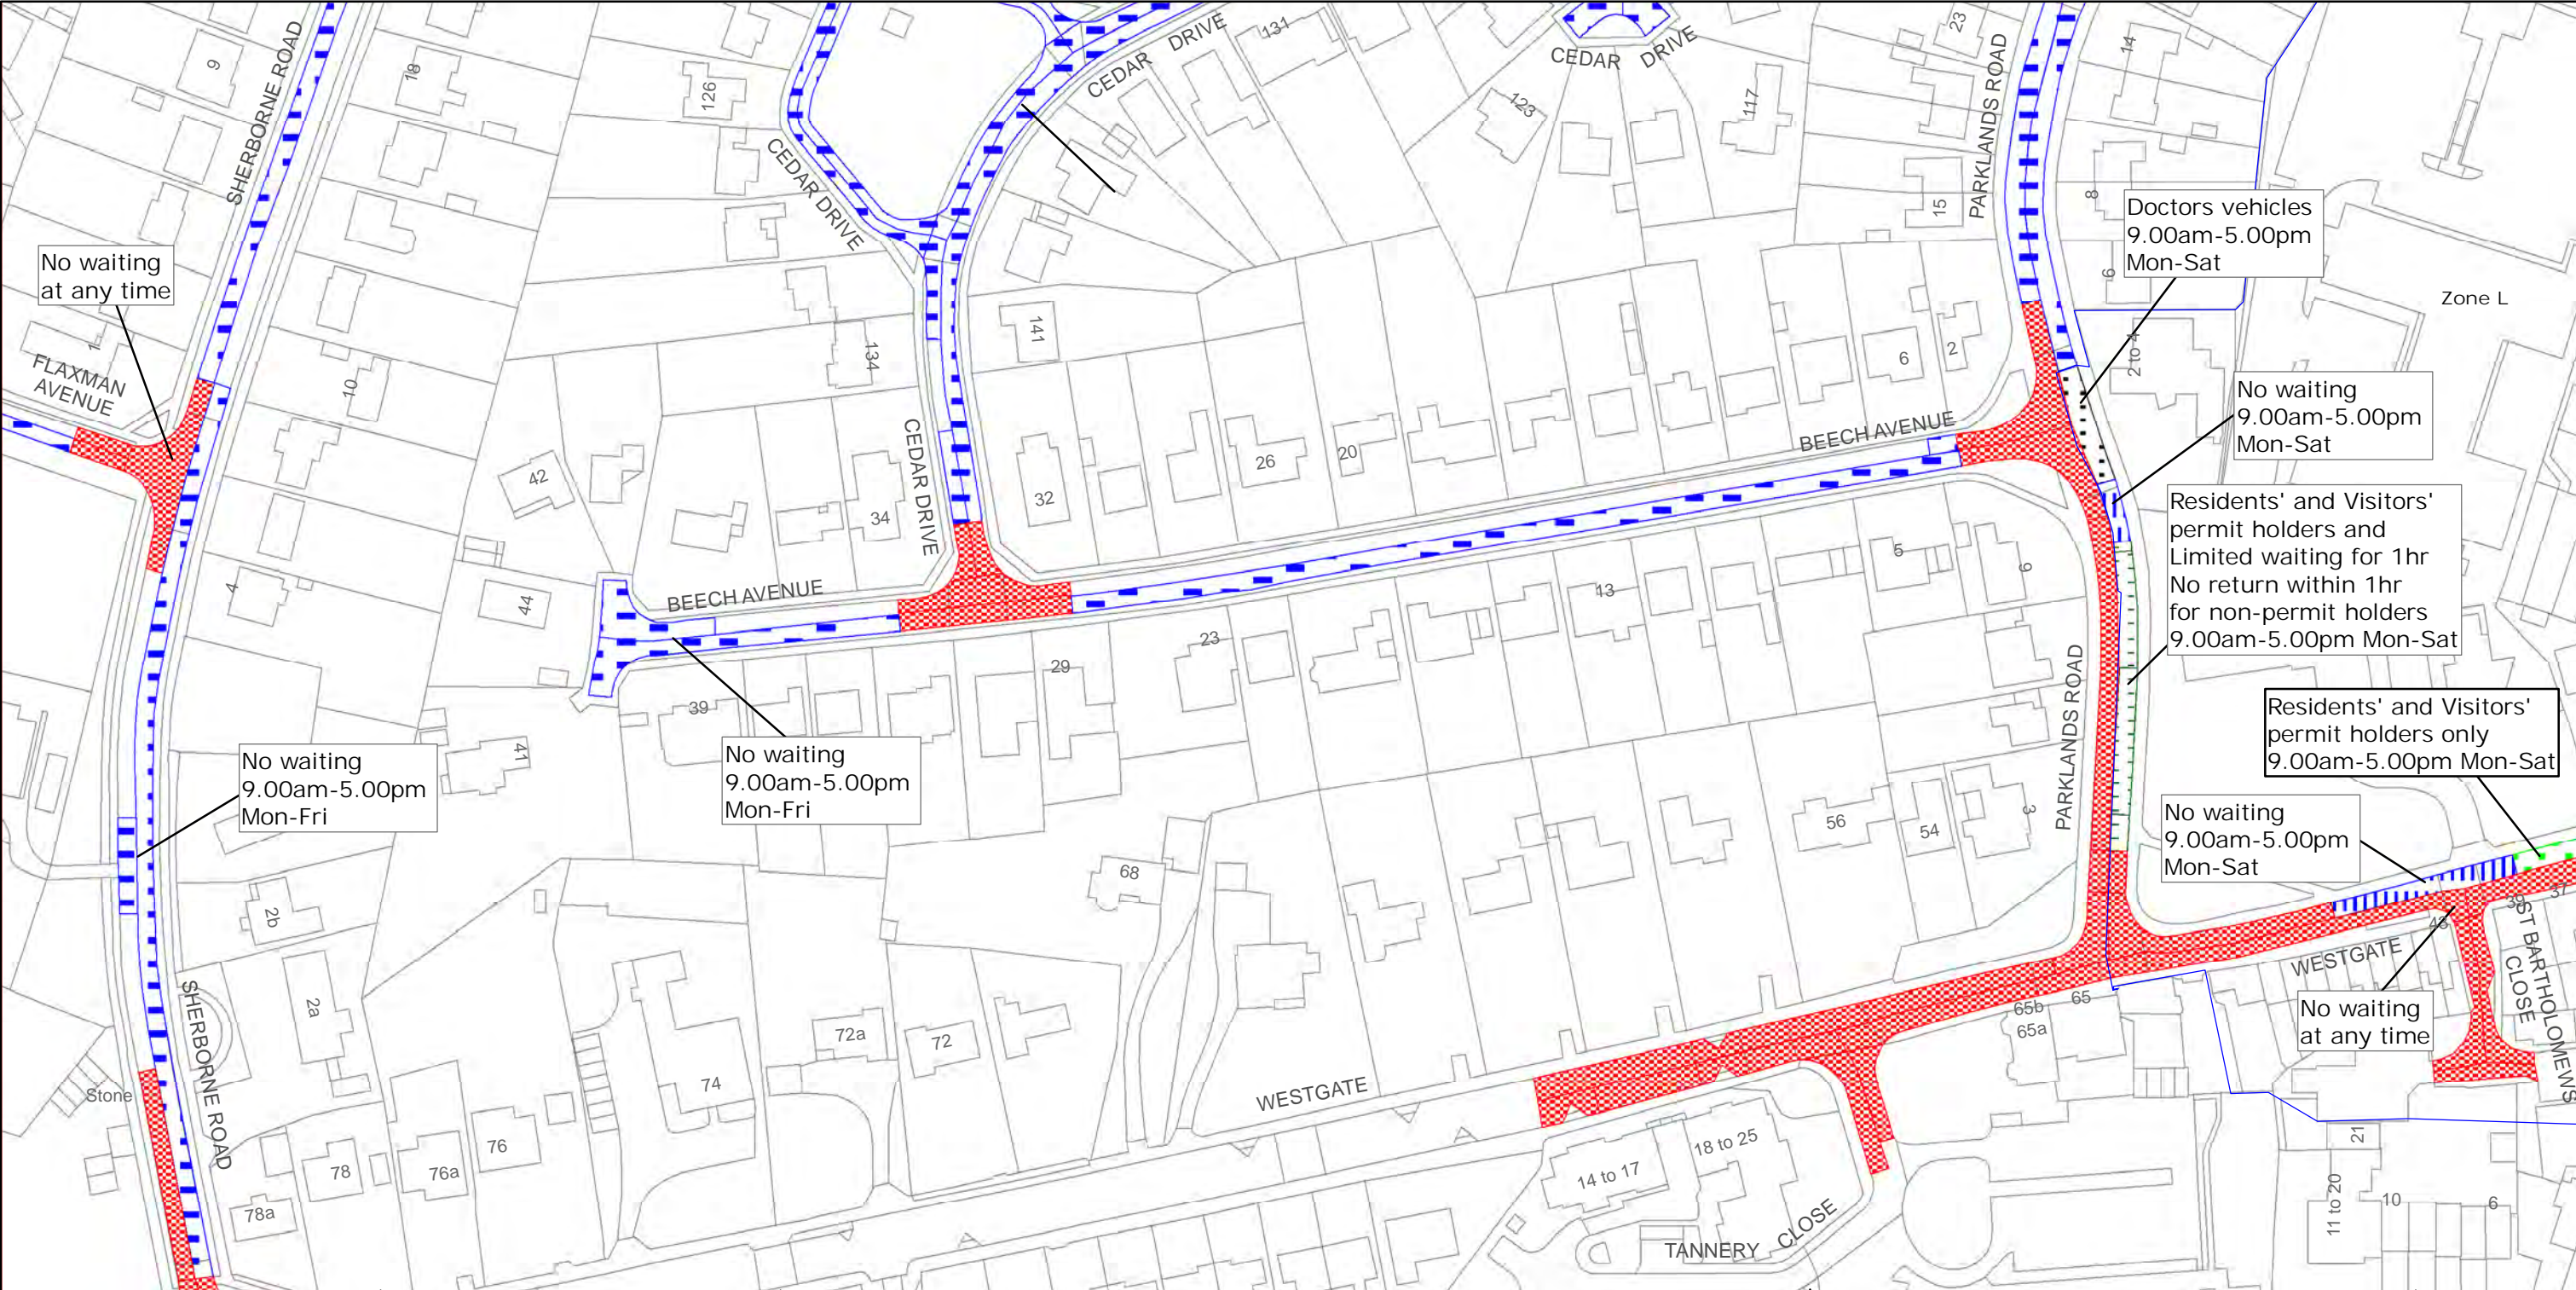 SHERBORNE ROAD
9
18
126
CEDAR DRIVE
131
CEDAR DRIVE
CEDAR DRIVE
123
117
PARKLANDS ROAD
23
14
15
8
6
Doctors vehicles
9.00am-5.00pm
Mon-Sat
Zone L
No waiting
at any time
1
FLAXMAN
AVENUE
10
4
134
141
2 to 4
6
2
No waiting
9.00am-5.00pm
Mon-Sat
BEECH AVENUE
42
34
CEDAR DRIVE
32
26
20
Residents' and Visitors'
permit holders and
Limited waiting for 1hr
No return within 1hr
for non-permit holders
9.00am-5.00pm Mon-Sat
44
BEECH AVENUE
39
29
23
13
5
9
PARKLANDS ROAD
41
No waiting
9.00am-5.00pm
Mon-Fri
No waiting
9.00am-5.00pm
Mon-Fri
Residents' and Visitors'
permit holders only
9.00am-5.00pm Mon-Sat
No waiting
9.00am-5.00pm
Mon-Sat
56
54
3
68
2b
2a
SHERBORNE ROAD
Stone
78a
78
76a
76
74
72a
72
WESTGATE
65b
65a
65
WESTGATE
43
39
37
ST BARTHOLOMEWS
CLOSE
No waiting
at any time
14 to 17
18 to 25
TANNERY CLOSE
21
11 to 20
10
6